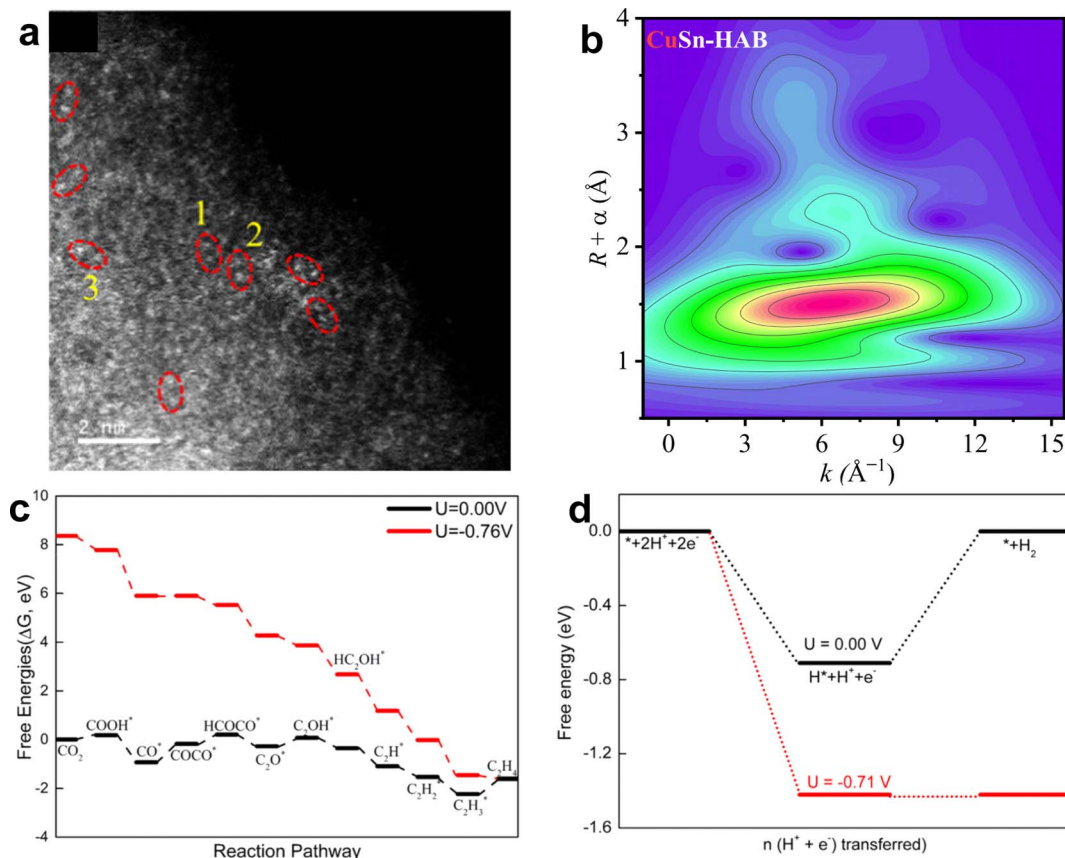 a
1
2
3
2 nm
b
CuSn-HAB
4
3
2
1
R + α (Å)
0 3 6 9 12 15
k (Å⁻¹)
c
10
8
6
4
2
0
-2
-4
Free Energies(ΔG, eV)
U=0.00V
U=-0.76V
HC₂OH*
CO₂
COOH*
CO*
COCO*
HCOCO*
C₂O*
C₂OH*
C₂H*
C₂H₂*
C₂H₃*
C₂H₄
Reaction Pathway
d
0.0
-0.4
-0.8
-1.2
-1.6
Free energy (eV)
*+2H⁺+2e⁻
*+H₂
U = 0.00 V
H*+H⁺+e⁻
U = -0.71 V
n (H⁺ + e⁻) transferred)